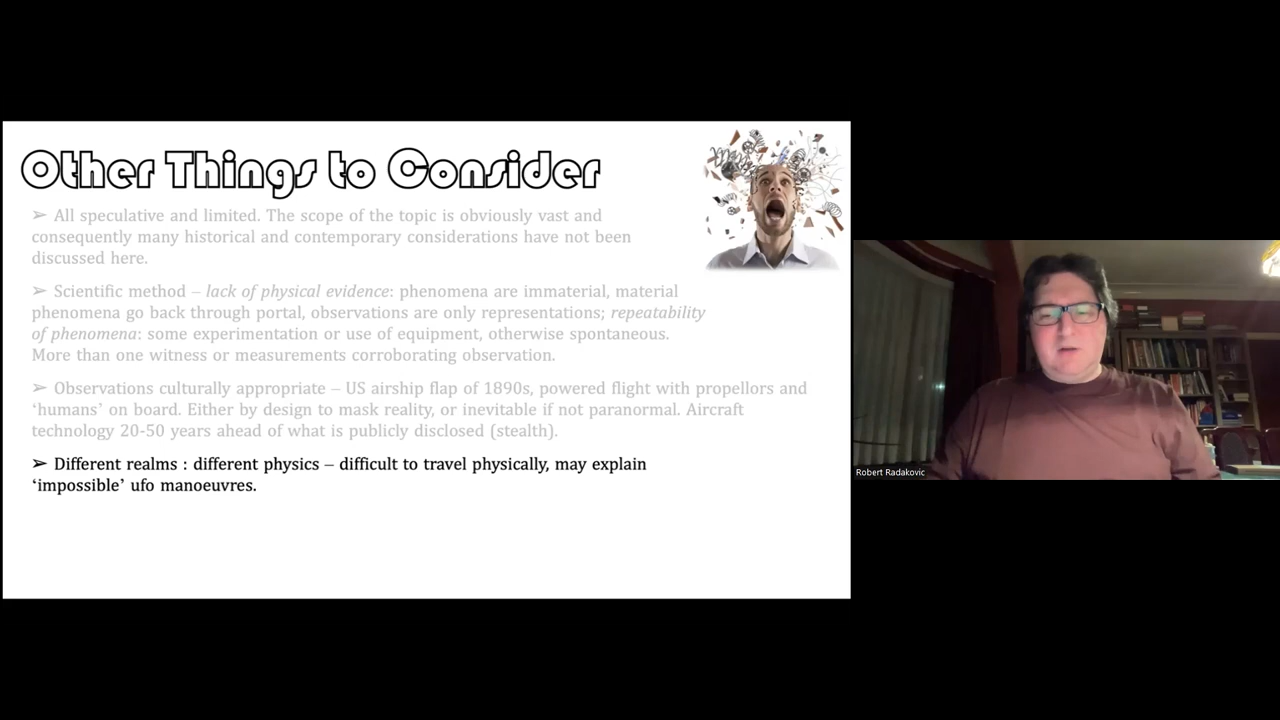 Other Things to Consider
➢ All speculative and limited. The scope of the topic is obviously vast and
consequently many historical and contemporary considerations have not been
discussed here.
➢ Scientific method – lack of physical evidence: phenomena are immaterial, material
phenomena go back through portal, observations are only representations; repeatability
of phenomena: some experimentation or use of equipment, otherwise spontaneous.
More than one witness or measurements corroborating observation.
➢ Observations culturally appropriate – US airship flap of 1890s, powered flight with propellors and
‘humans’ on board. Either by design to mask reality, or inevitable if not paranormal. Aircraft
technology 20-50 years ahead of what is publicly disclosed (stealth).
➢ Different realms : different physics – difficult to travel physically, may explain
‘impossible’ ufo manoeuvres.
Robert Radakovic